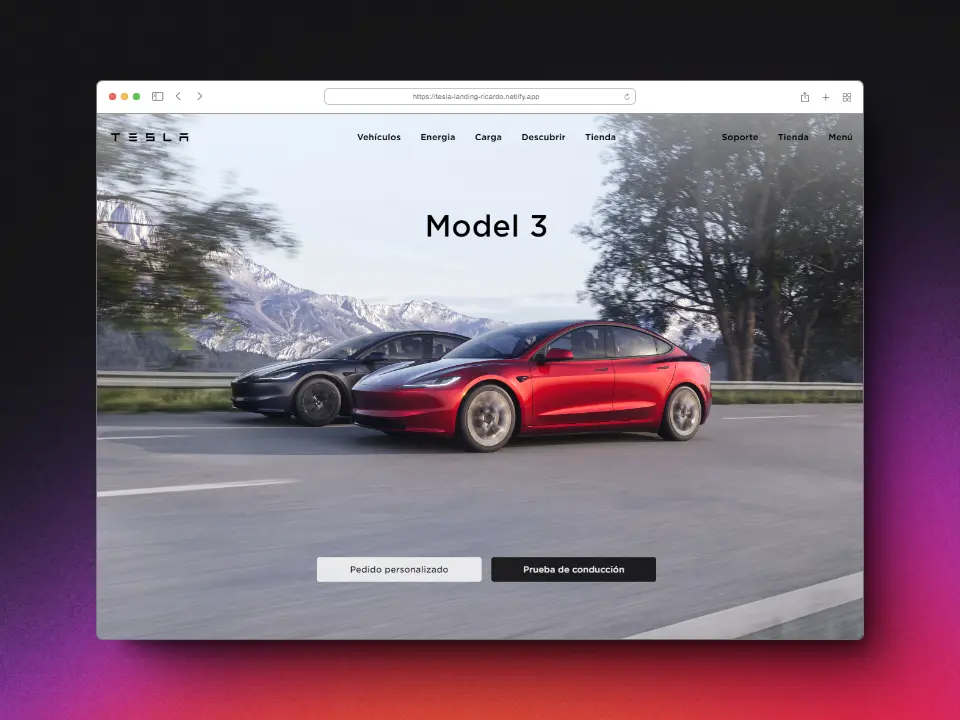 https://tesla-landing-ricardo.netlify.app
TESLA Vehículos Energia Carga Descubrir Tienda Soporte Tienda Menú
Model 3
Pedido personalizado Prueba de conducción